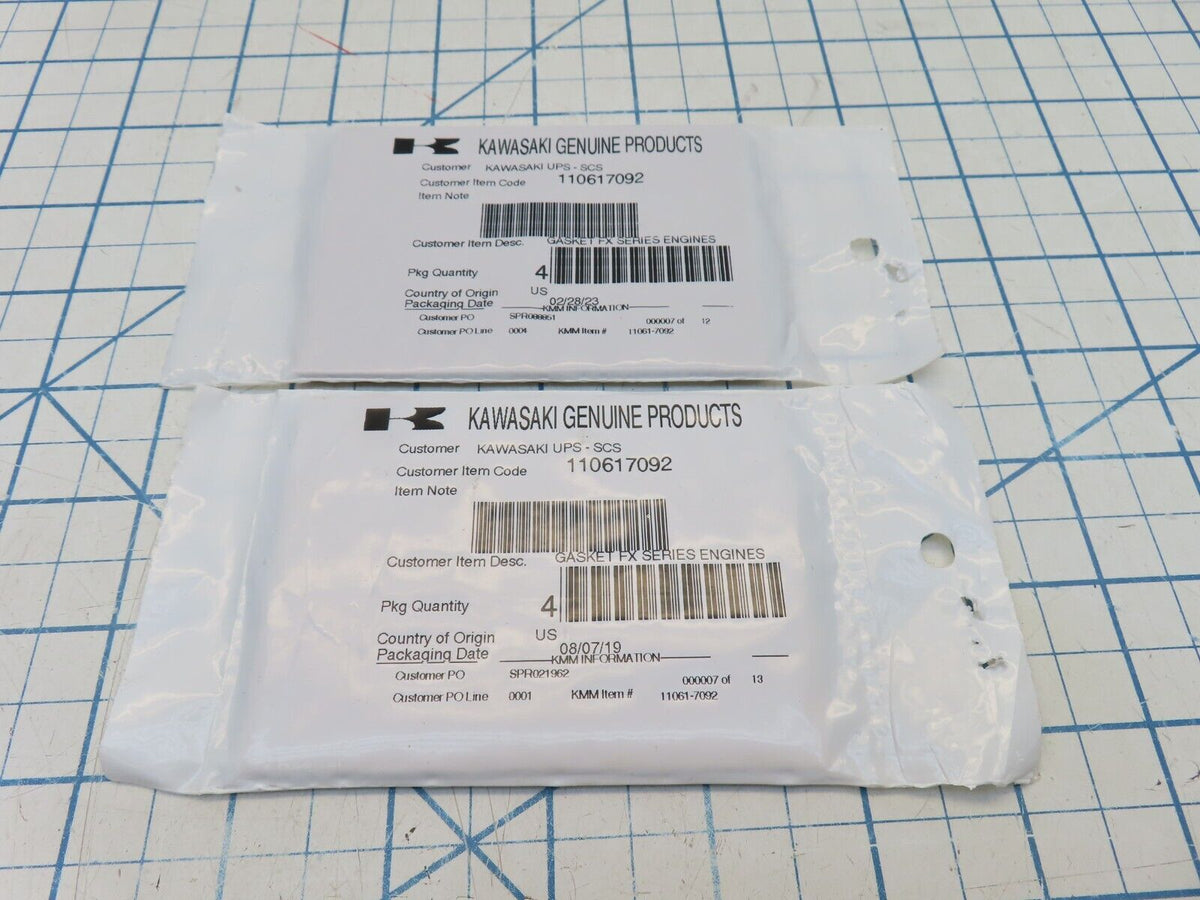 KAWASAKI GENUINE PRODUCTS
Customer KAWASAKI UPS - SCS
Customer Item Code 110617092
Item Note
Customer Item Desc. GASKET FX SERIES ENGINES
Pkg Quantity 4
Country of Origin US
Packaging Date 02/28/23
KMM INFORMATION
Customer PO 000007 of 12
Customer PO Line 0004 KMM Item # 11061-7092
KAWASAKI GENUINE PRODUCTS
Customer KAWASAKI UPS - SCS
Customer Item Code 110617092
Item Note
Customer Item Desc. GASKET FX SERIES ENGINES
Pkg Quantity 4
Country of Origin US
Packaging Date 08/07/19
KMM INFORMATION
Customer PO SPR021962 000007 of 13
Customer PO Line 0001 KMM Item # 11061-7092